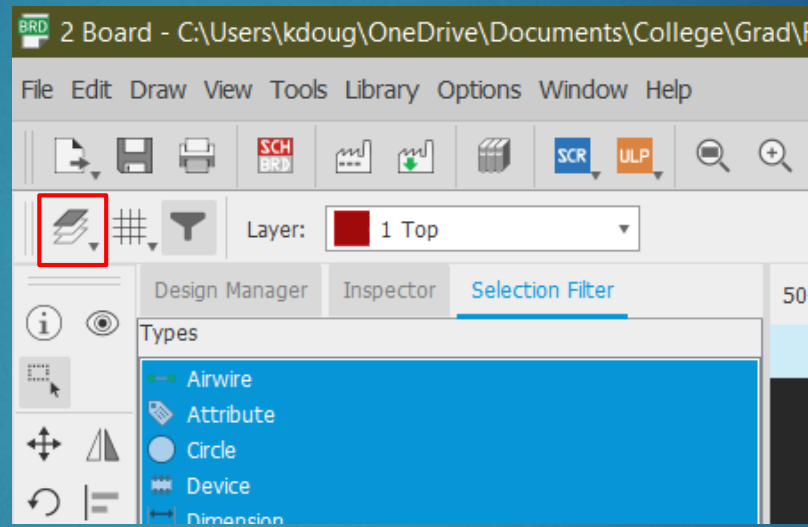 BRD 2 Board - C:\Users\kdoug\OneDrive\Documents\College\Grad\
File Edit Draw View Tools Library Options Window Help
SCH
BRD
SCR ULP
Layer: 1 Top
Design Manager Inspector Selection Filter
50
Types
Airwire
Attribute
Circle
Device
Dimension